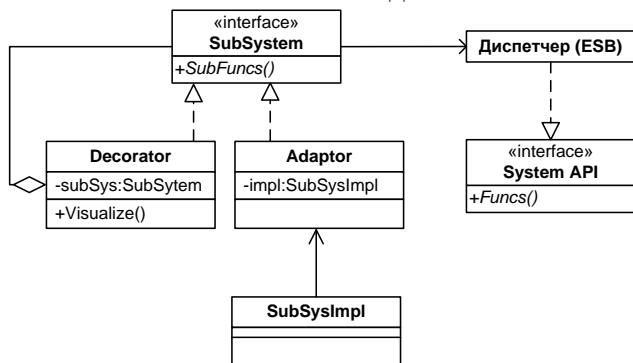 «interface»
SubSystem
+SubFuncs()
Диспетчер (ESB)
Decorator
-subSys:SubSytem
+Visualize()
Adaptor
-impl:SubSysImpl
«interface»
System API
+Funcs()
SubSysImpl